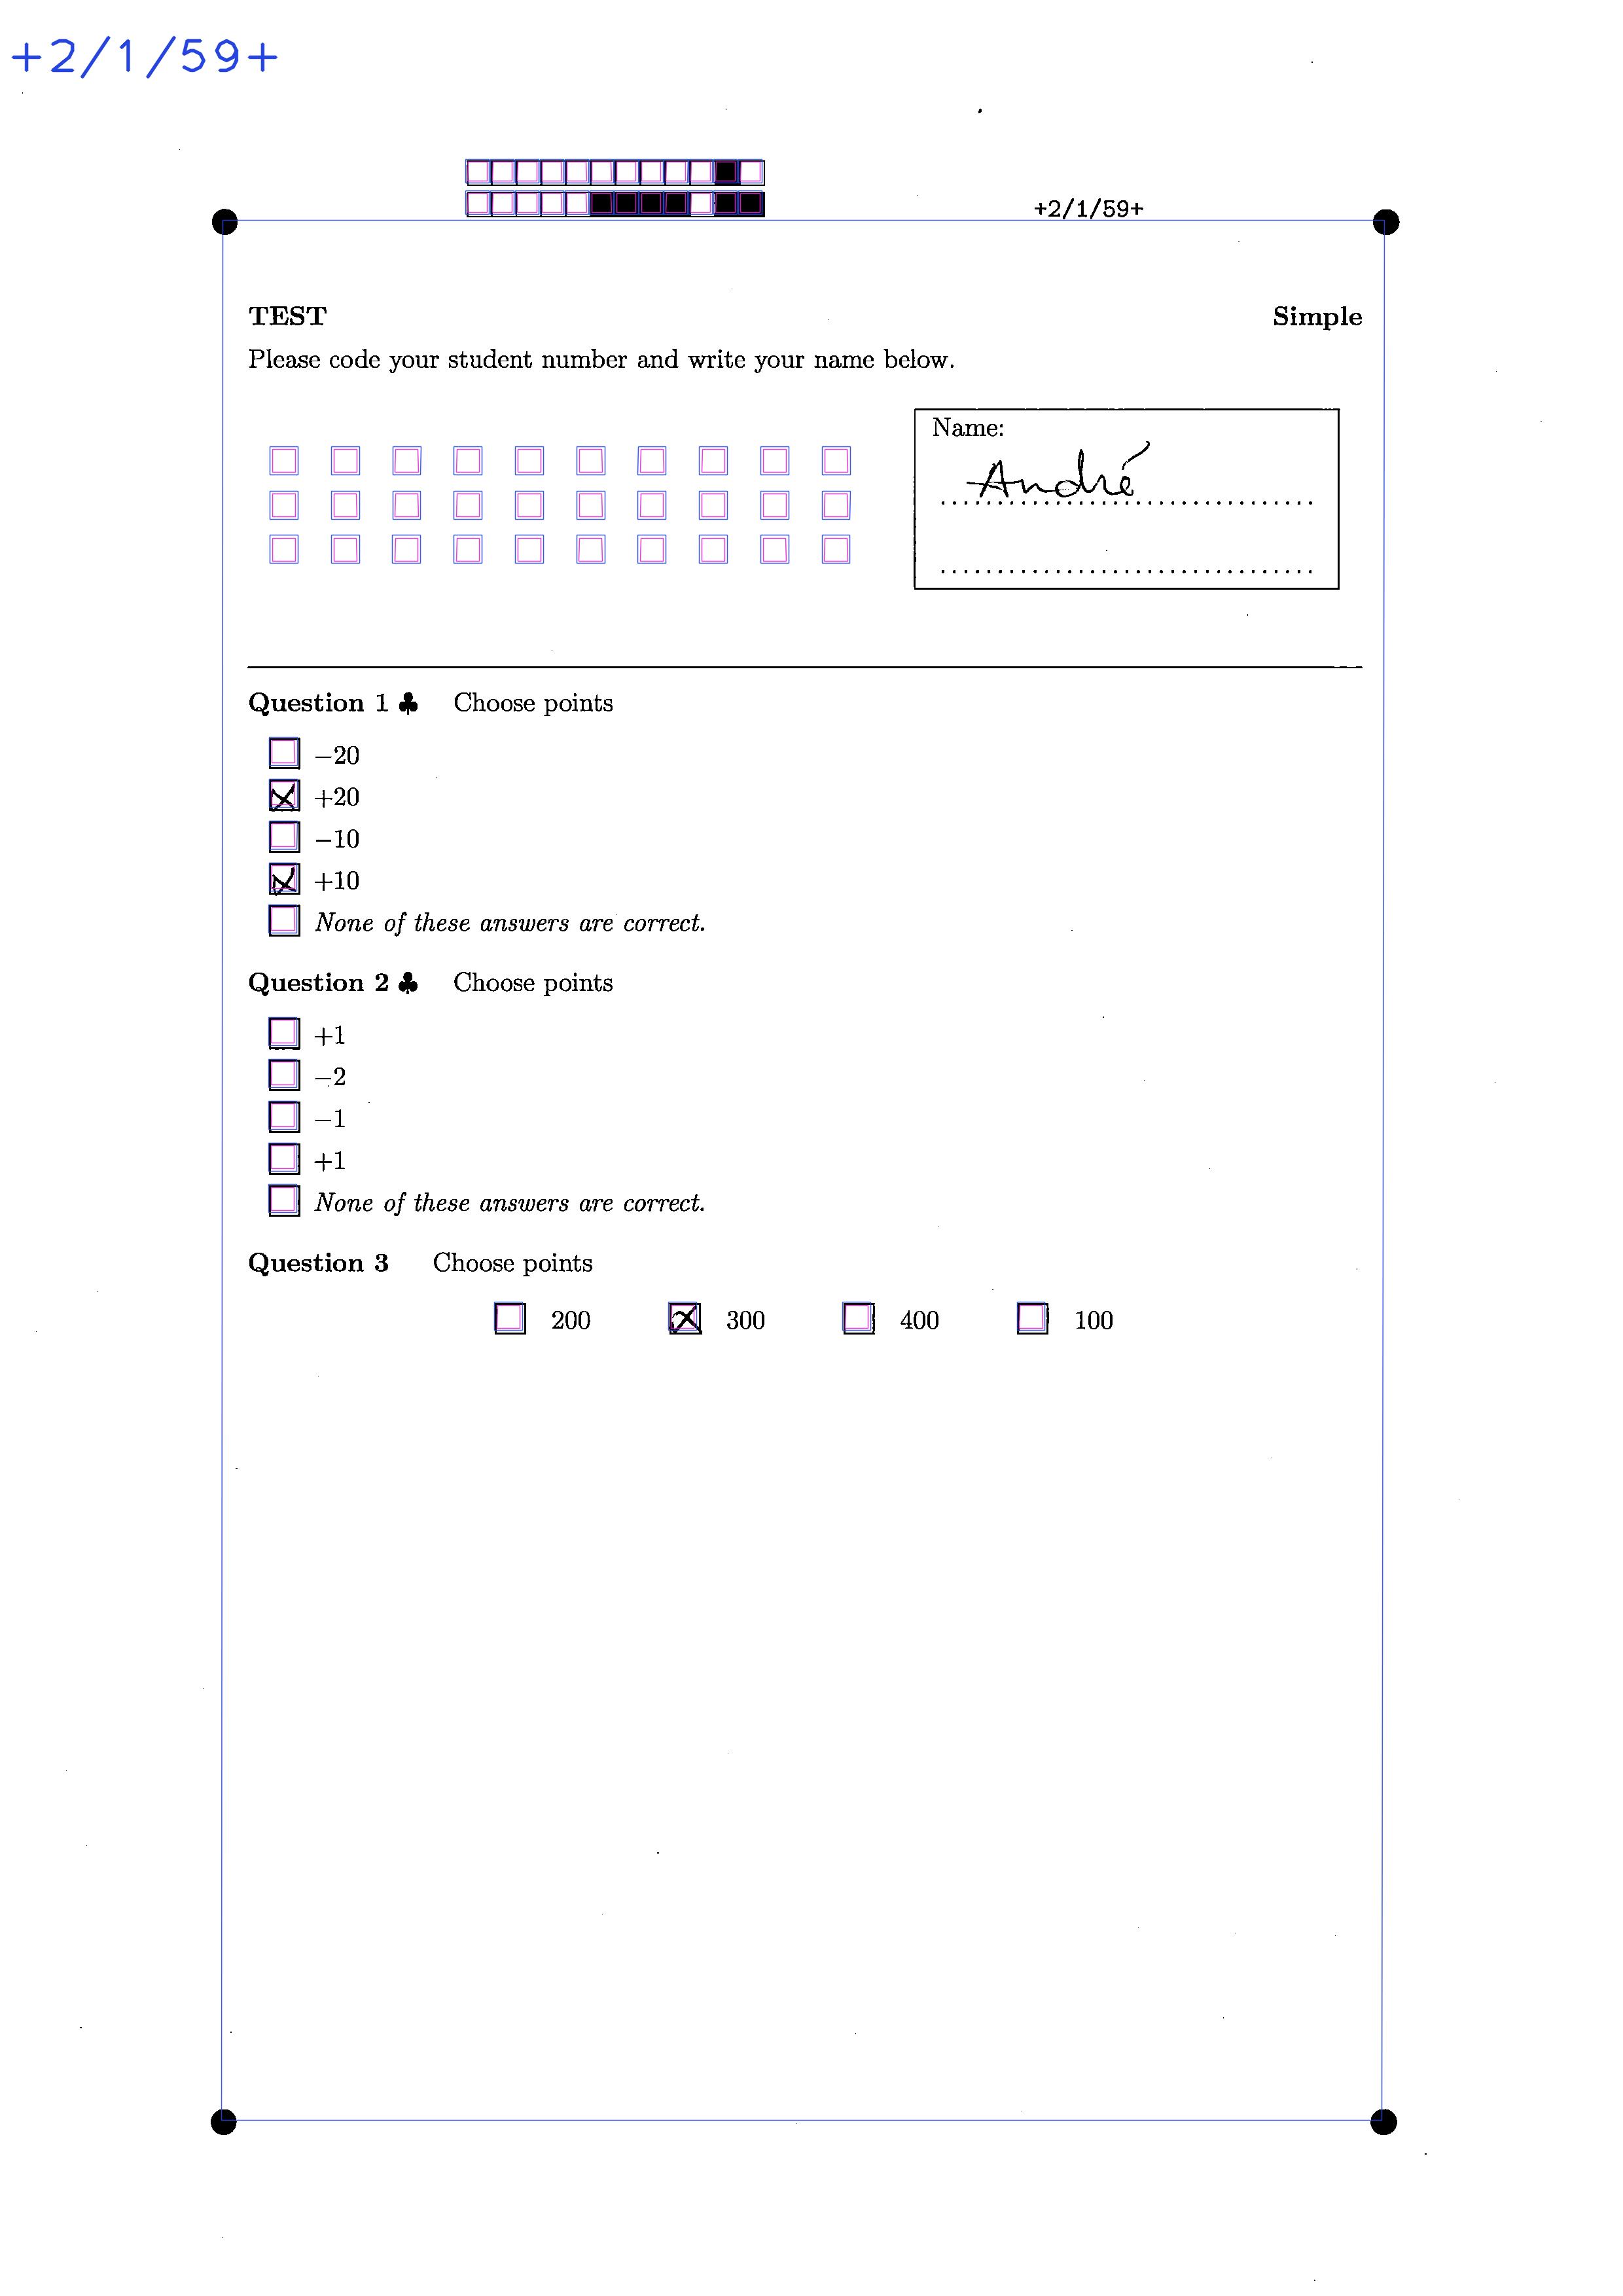 +2/1/59+
+2/1/59+
TEST
Simple
Please code your student number and write your name below.
Name:
André
Question 1 ♣ Choose points
−20
+20
−10
+10
None of these answers are correct.
Question 2 ♣ Choose points
+1
−2
−1
+1
None of these answers are correct.
Question 3 Choose points
200 300 400 100